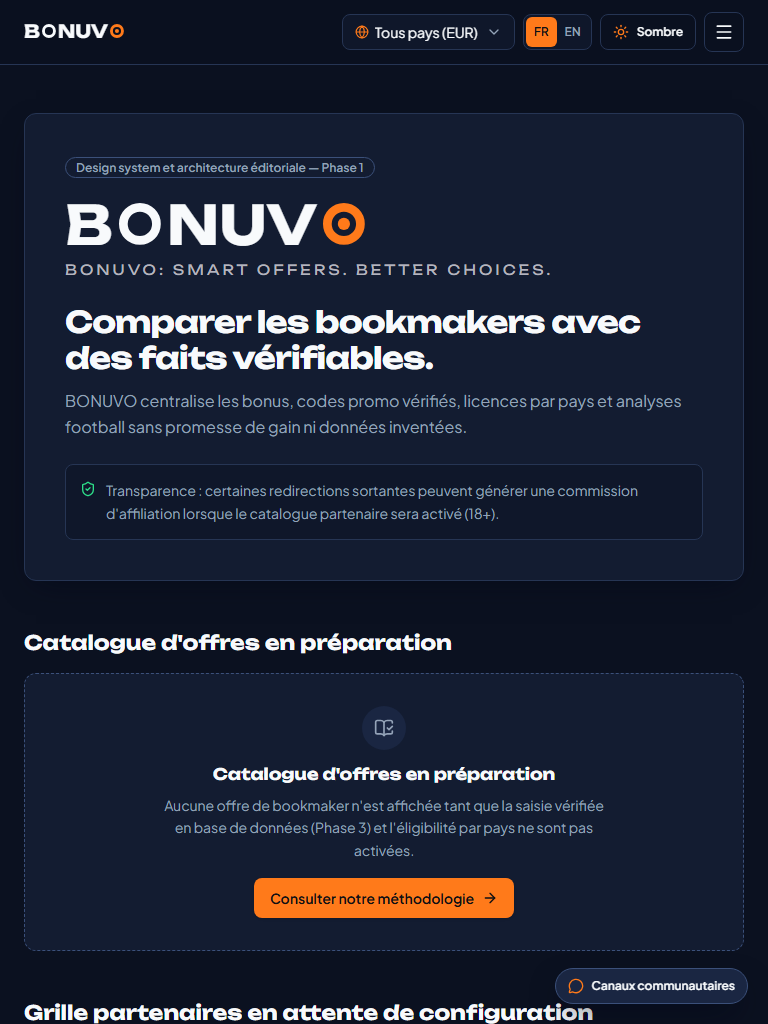 BONUVO
Tous pays (EUR)
FR
EN
Sombre
Design system et architecture éditoriale — Phase 1
BONUVO
BONUVO: SMART OFFERS. BETTER CHOICES.
Comparer les bookmakers avec
des faits vérifiables.
BONUVO centralise les bonus, codes promo vérifiés, licences par pays et analyses
football sans promesse de gain ni données inventées.
Transparence : certaines redirections sortantes peuvent générer une commission
d'affiliation lorsque le catalogue partenaire sera activé (18+).
Catalogue d'offres en préparation
Catalogue d'offres en préparation
Aucune offre de bookmaker n'est affichée tant que la saisie vérifiée
en base de données (Phase 3) et l'éligibilité par pays ne sont pas
activées.
Consulter notre méthodologie
Canaux communautaires
Grille partenaires en attente de configuration